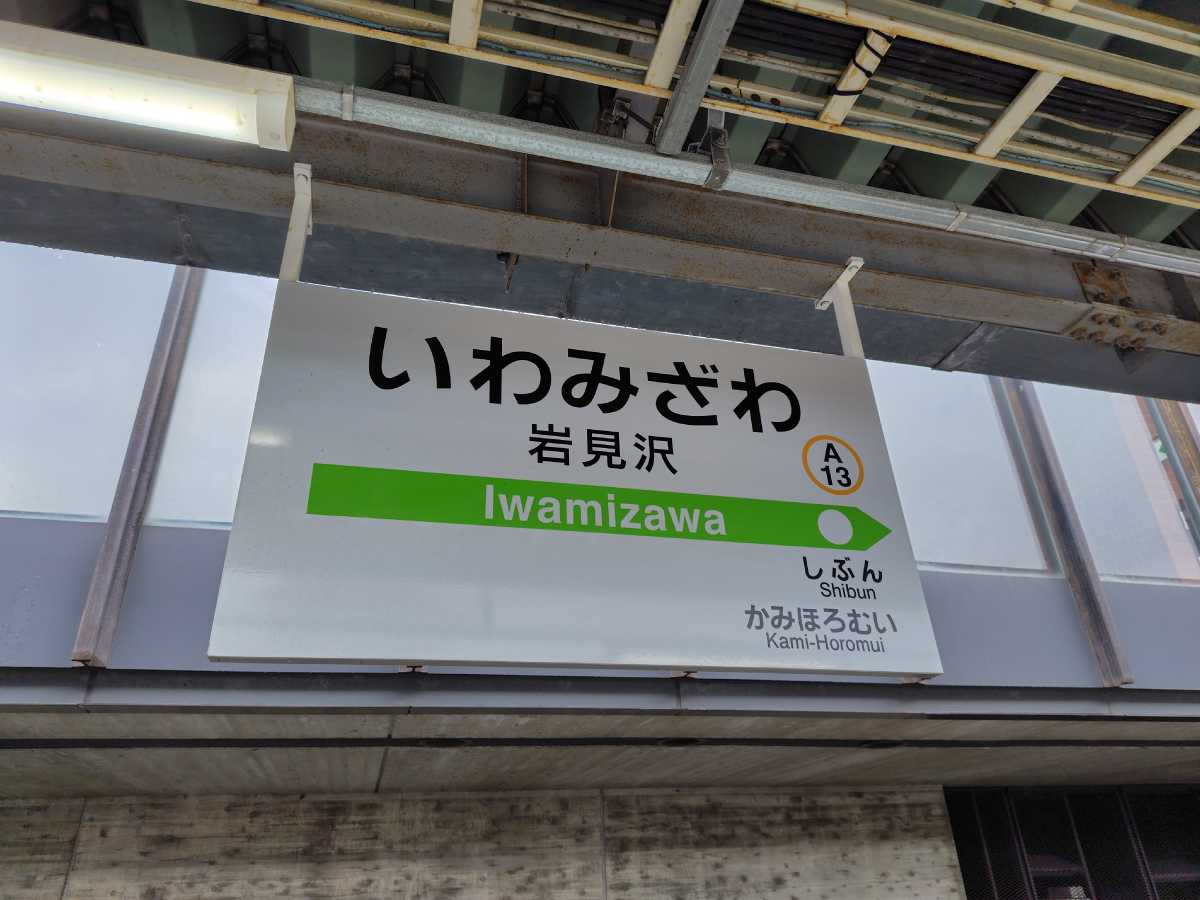 いわみざわ
岩見沢
A
13
Iwamizawa
しぶん
Shibun
かみほろむい
Kami-Horomui